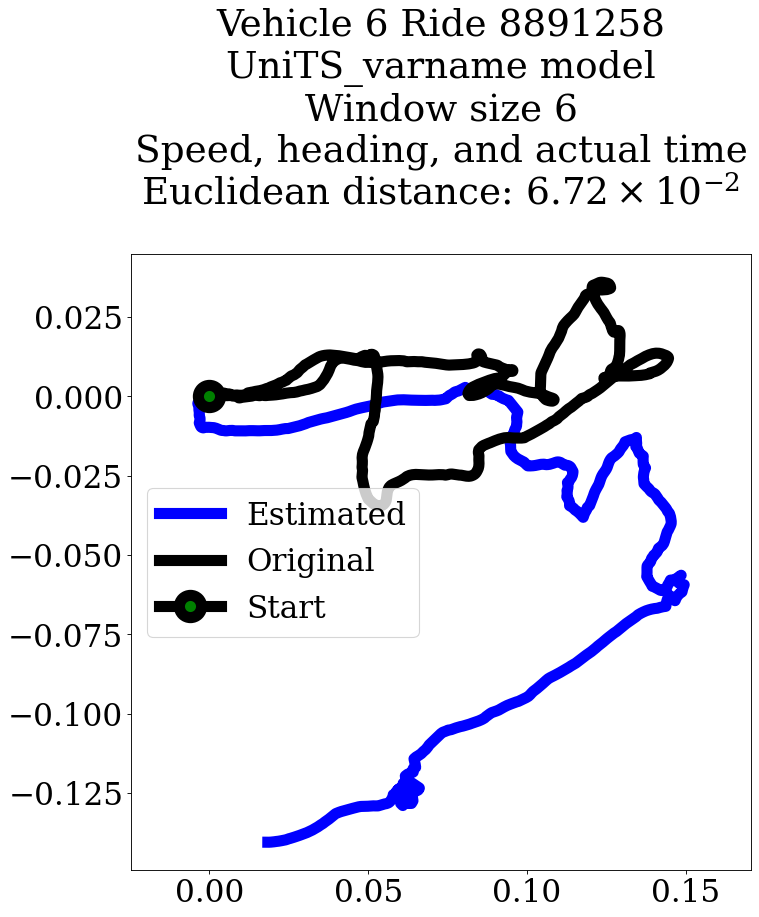 Vehicle 6 Ride 8891258
UniTS_varname model
Window size 6
Speed, heading, and actual time
Euclidean distance: 6.72 × 10⁻²
0.025
0.000
−0.025
−0.050
−0.075
−0.100
−0.125
Estimated
Original
Start
0.00 0.05 0.10 0.15